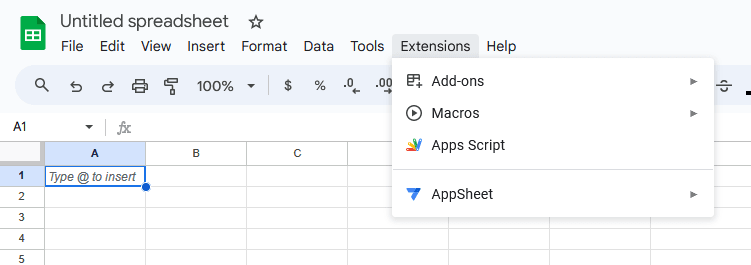 Untitled spreadsheet
File Edit View Insert Format Data Tools Extensions Help
100% $ % .0 .00
Add-ons
Macros
Apps Script
AppSheet
A1 fx
A B C
1 Type @ to insert
2
3
4
5